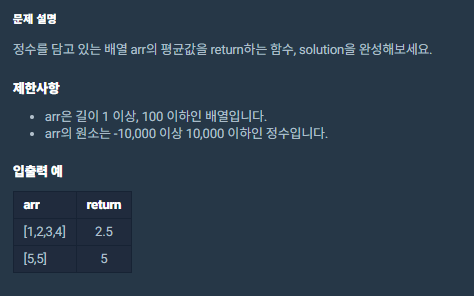 문제 설명
정수를 담고 있는 배열 arr의 평균값을 return하는 함수, solution을 완성해보세요.
제한사항
• arr은 길이 1 이상, 100 이하인 배열입니다.
• arr의 원소는 -10,000 이상 10,000 이하인 정수입니다.
입출력 예
arr return
[1,2,3,4] 2.5
[5,5] 5